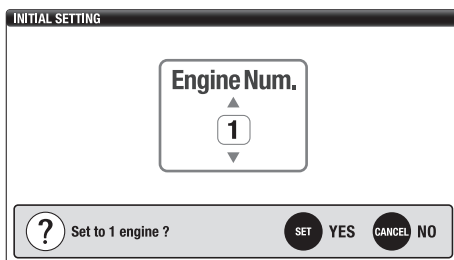 INITIAL SETTING
Engine Num.
1
? Set to 1 engine ? SET YES CANCEL NO